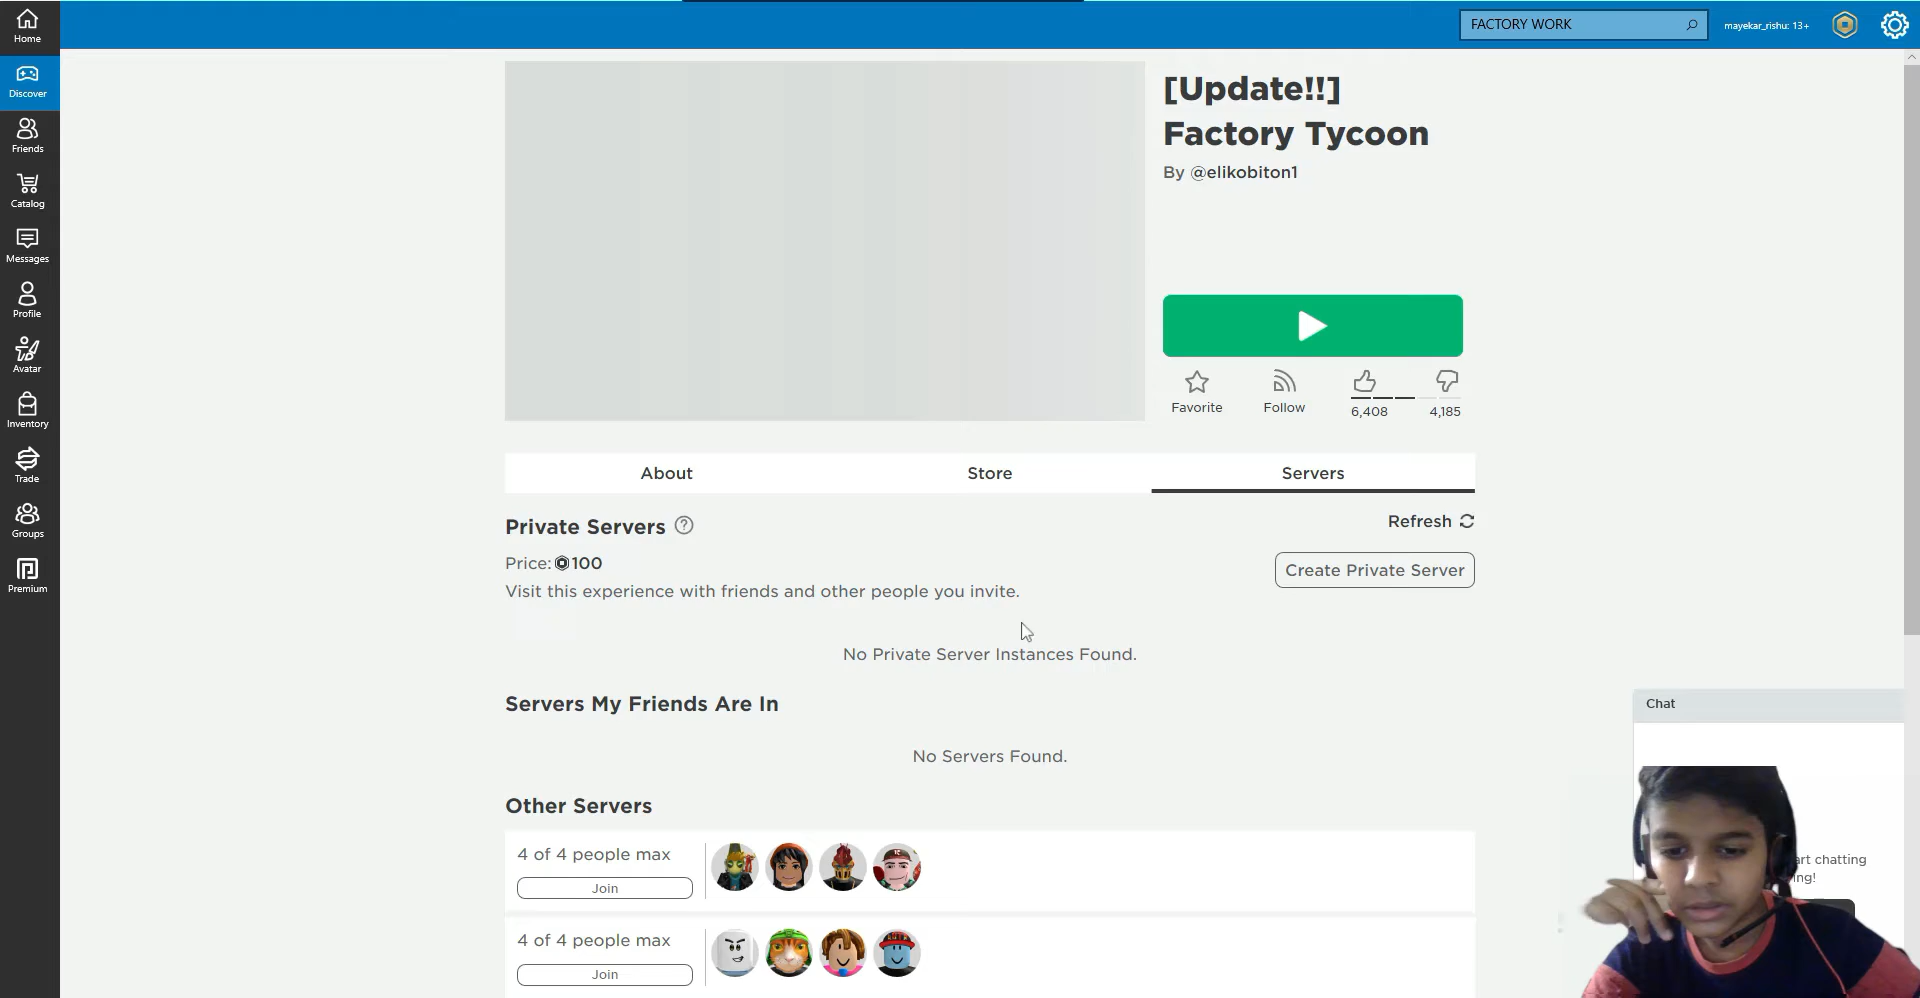 Home
Discover
Friends
Catalog
Messages
Profile
Avatar
Inventory
Trade
Groups
Premium
FACTORY WORK
mayekar_rishu: 13+
[Update!!]
Factory Tycoon
By @elikobiton1
Favorite
Follow
6,408
4,185
About
Store
Servers
Private Servers
Refresh
Price: 100
Create Private Server
Visit this experience with friends and other people you invite.
No Private Server Instances Found.
Servers My Friends Are In
No Servers Found.
Other Servers
4 of 4 people max
Join
4 of 4 people max
Join
Chat
chatting